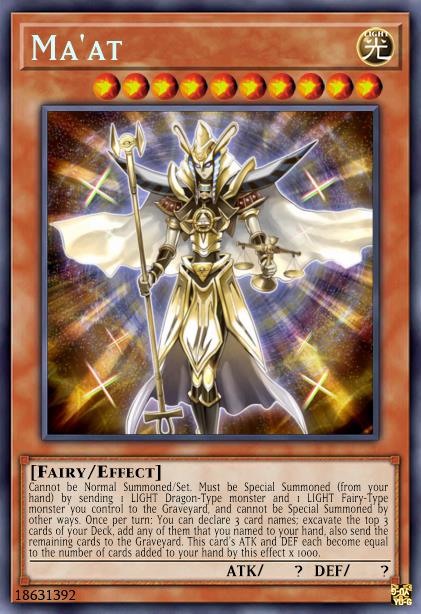 Ma'at
LIGHT
光
[Fairy/Effect]
Cannot be Normal Summoned/Set. Must be Special Summoned (from your
hand) by sending 1 LIGHT Dragon-Type monster and 1 LIGHT Fairy-Type
monster you control to the Graveyard, and cannot be Special Summoned by
other ways. Once per turn: You can declare 3 card names; excavate the top 3
cards of your Deck, add any of them that you named to your hand, also send the
remaining cards to the Graveyard. This card's ATK and DEF each become equal
to the number of cards added to your hand by this effect x 1000.
ATK/ ? DEF/ ?
18631392